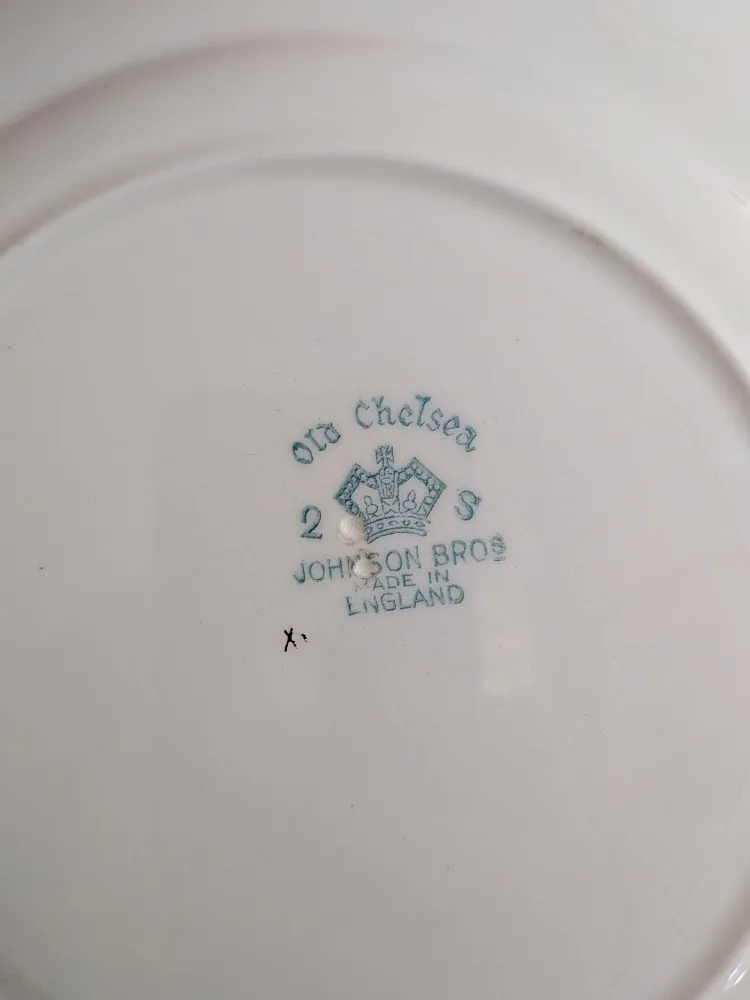 Old Chelsea
2 S
JOHNSON BROS
MADE IN
ENGLAND
X.